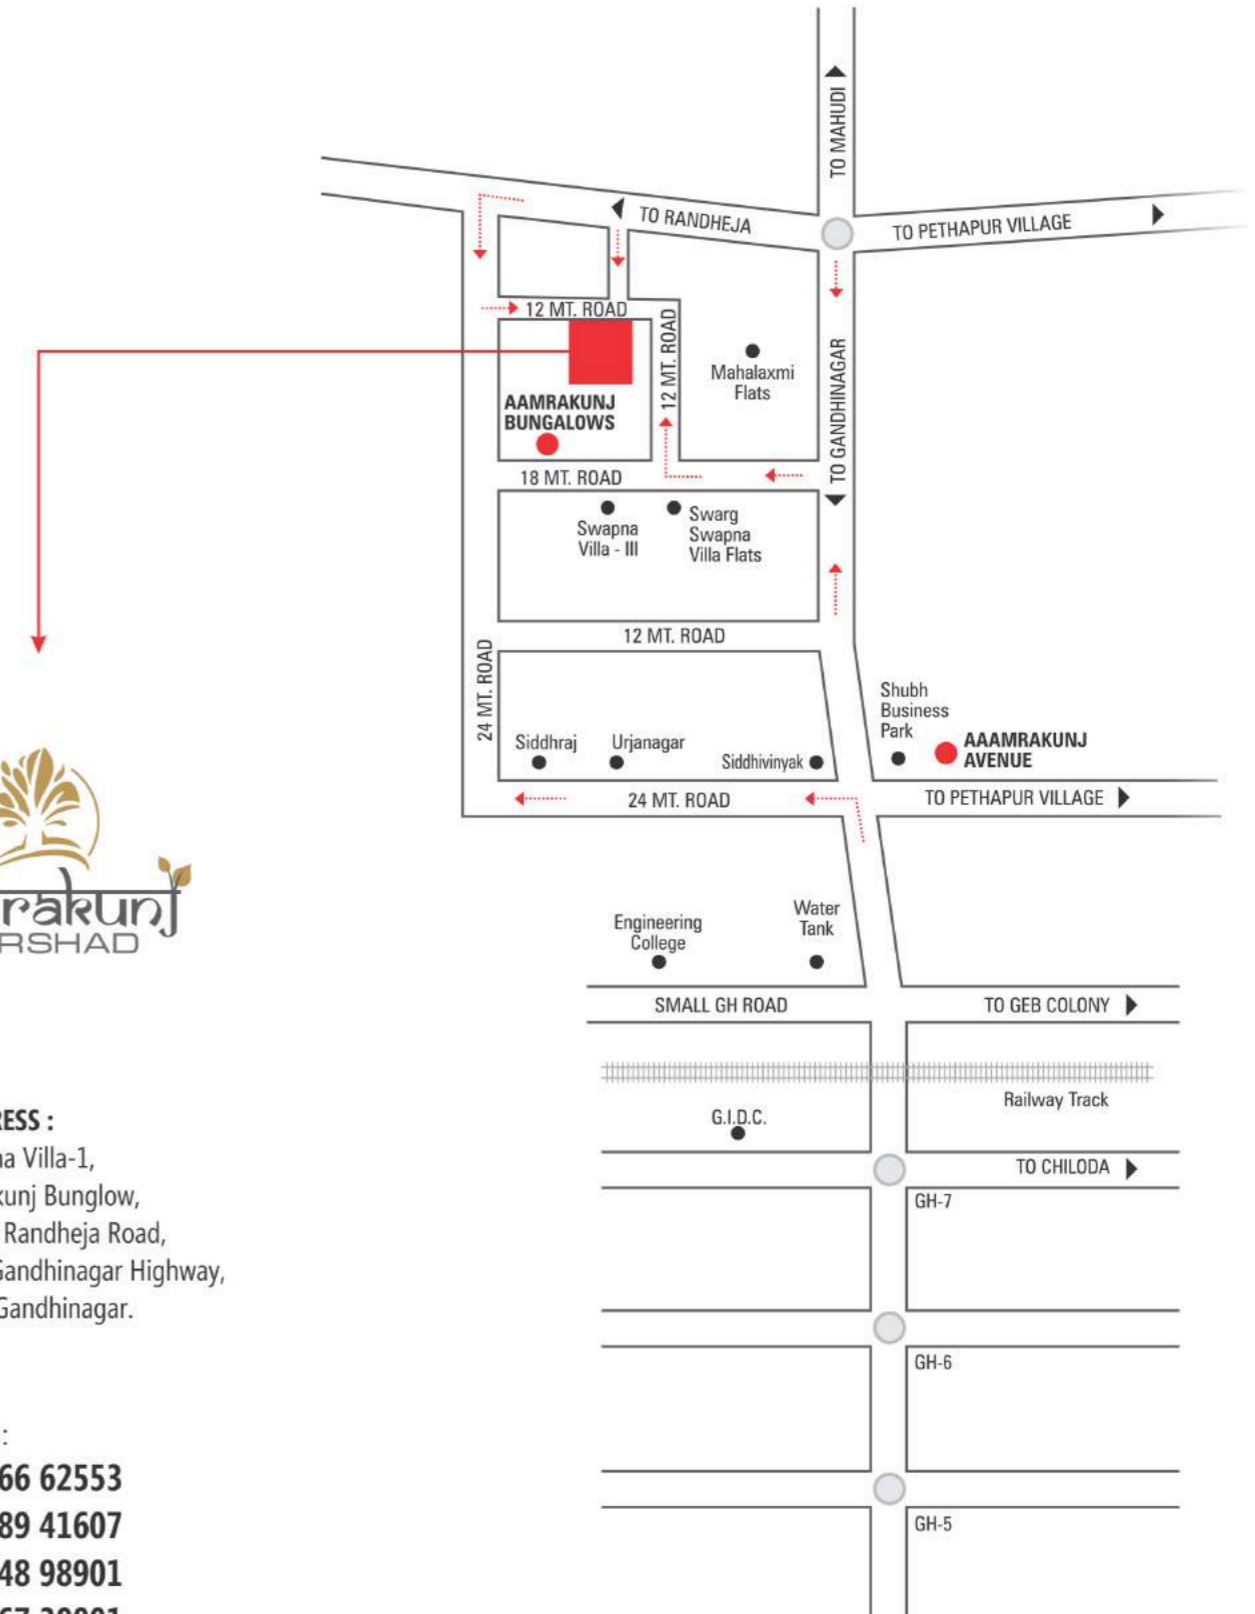 TO MAHUDI
TO RANDHEJA
TO PETHAPUR VILLAGE
12 MT. ROAD
12 MT. ROAD
Mahalaxmi
Flats
TO GANDHINAGAR
AAMRAKUNJ
BUNGALOWS
18 MT. ROAD
Swapna
Villa - III
Swarg
Swapna
Villa Flats
12 MT. ROAD
24 MT. ROAD
Siddhraj
Urjanagar
Siddhivinyak
Shubh
Business
Park
AAAMRAKUNJ
AVENUE
24 MT. ROAD
TO PETHAPUR VILLAGE
rakunj
RSHAD
Engineering
College
Water
Tank
SMALL GH ROAD
TO GEB COLONY
Railway Track
G.I.D.C.
TO CHILODA
GH-7
GH-6
GH-5
RESS :
na Villa-1,
kunj Bunglow,
Randheja Road,
Gandhinagar Highway,
Gandhinagar.
:
66 62553
89 41607
48 98901